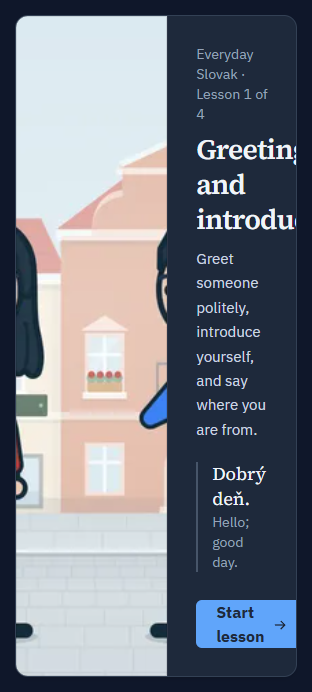 Everyday
Slovak ·
Lesson 1 of
4
Greeting
and
introdu
Greet
someone
politely,
introduce
yourself,
and say
where you
are from.
Dobrý
deň.
Hello;
good
day.
Start
lesson →